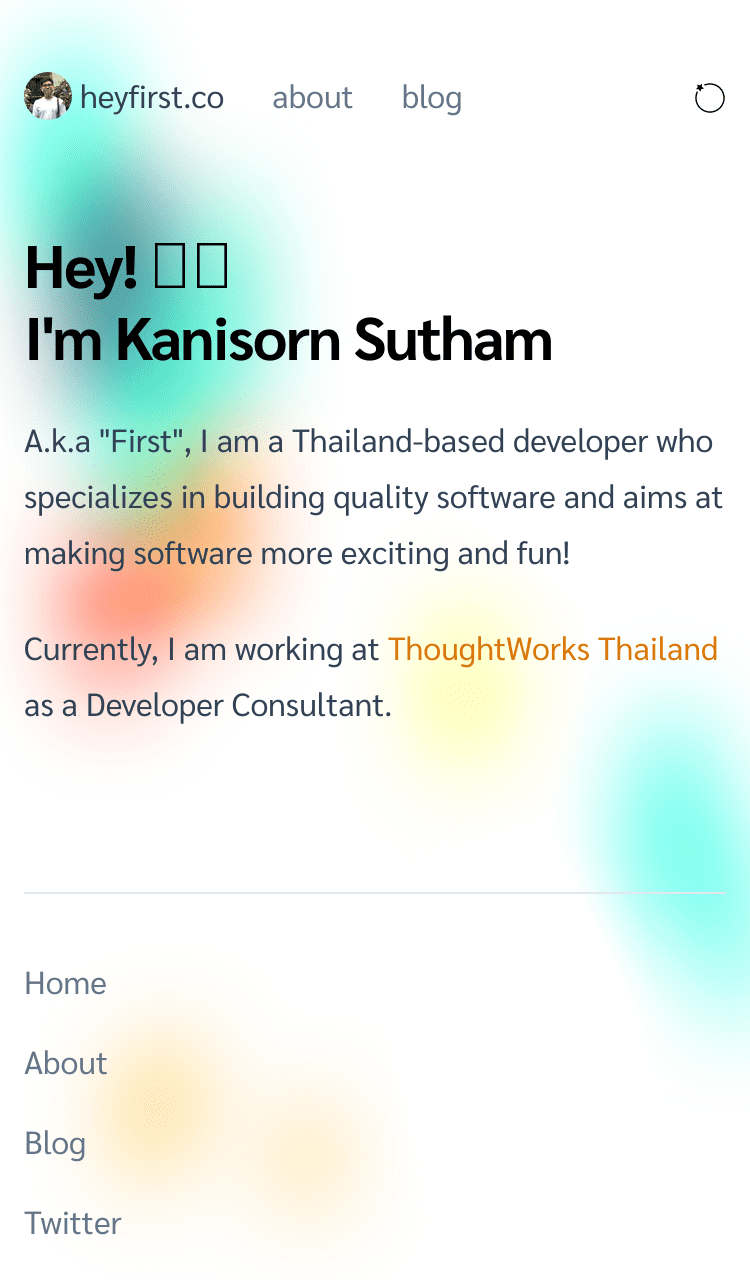 heyfirst.co about blog
Hey!
I'm Kanisorn Sutham
A.k.a "First", I am a Thailand-based developer who
specializes in building quality software and aims at
making software more exciting and fun!
Currently, I am working at ThoughtWorks Thailand
as a Developer Consultant.
Home
About
Blog
Twitter